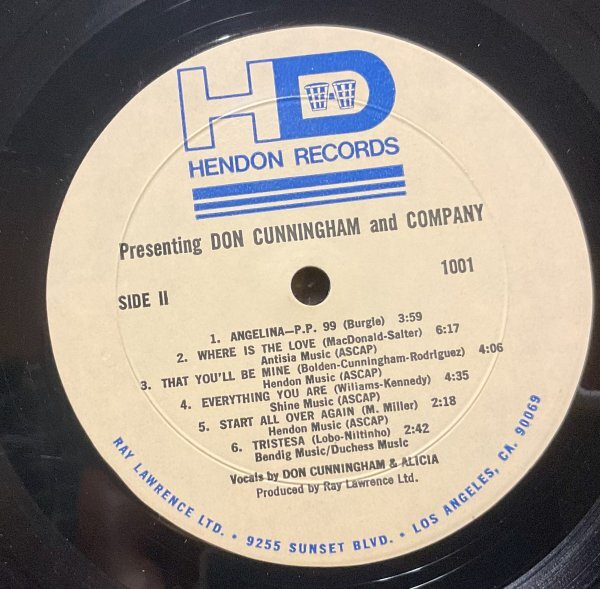 HD
HENDON RECORDS
Presenting DON CUNNINGHAM and COMPANY
SIDE II
1001
1. ANGELINA—P.P. 99 (Burgie) 3:59
2. WHERE IS THE LOVE (MacDonald-Salter) 6:17
Antisia Music (ASCAP)
3. THAT YOU'LL BE MINE (Bolden-Cunningham-Rodriguez) 4:06
Hendon Music (ASCAP)
4. EVERYTHING YOU ARE (Wiliams-Kennedy) 4:35
Shine Music (ASCAP)
5. START ALL OVER AGAIN (M. Miller) 2:18
Hendon Music (ASCAP)
6. TRISTESA (Lobo-Niltinho) 2:42
Bendig Music/Duchess Music
Vocals by DON CUNNINGHAM & ALICIA
Produced by Ray Lawrence Ltd.
RAY LAWRENCE LTD. • 9255 SUNSET BLVD. • LOS ANGELES, CA. 90069